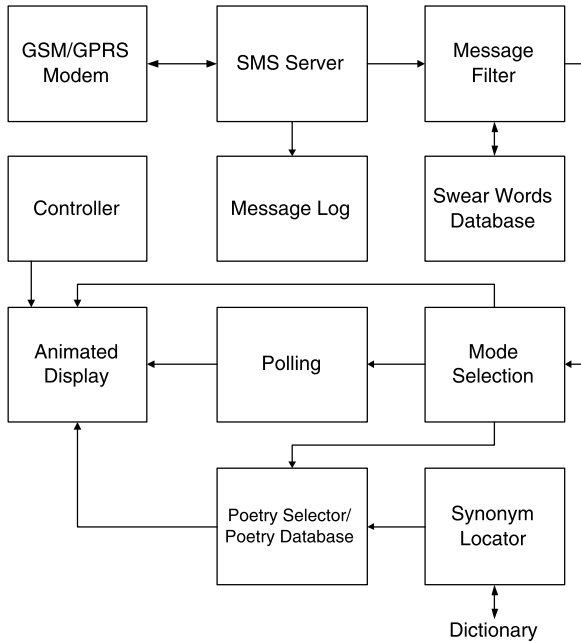 GSM/GPRS
Modem
SMS Server
Message
Filter
Controller
Message Log
Swear Words
Database
Animated
Display
Polling
Mode
Selection
Poetry Selector/
Poetry Database
Synonym
Locator
Dictionary